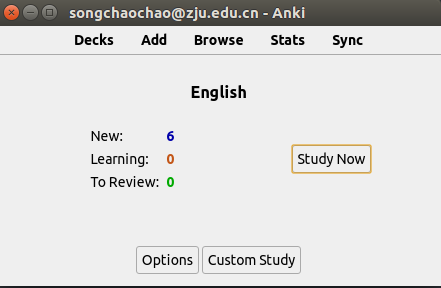 songchaochao@zju.edu.cn - Anki
Decks Add Browse Stats Sync
English
New: 6
Learning: 0
To Review: 0
Study Now
Options Custom Study